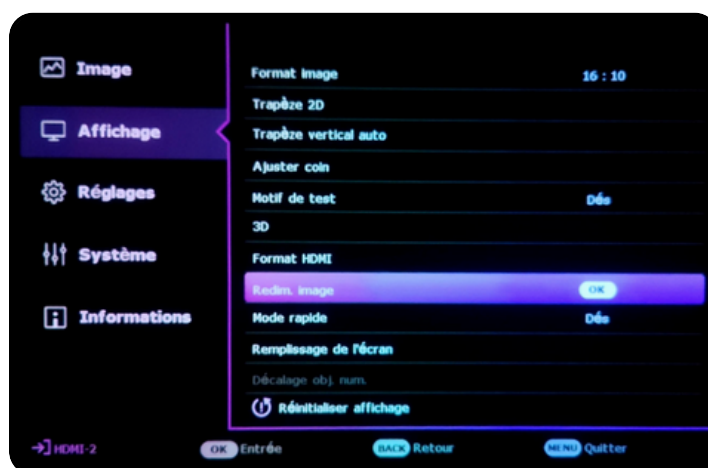 Image
Affichage
Réglages
Système
Informations
Format image 16 : 10
Trapèze 2D
Trapèze vertical auto
Ajuster coin
Motif de test Dés
3D
Format HDMI
Redim. image OK
Mode rapide Dés
Remplissage de l'écran
Décalage obj. num.
Réinitialiser affichage
HDMI-2 OK Entrée BACK Retour MENU Quitter